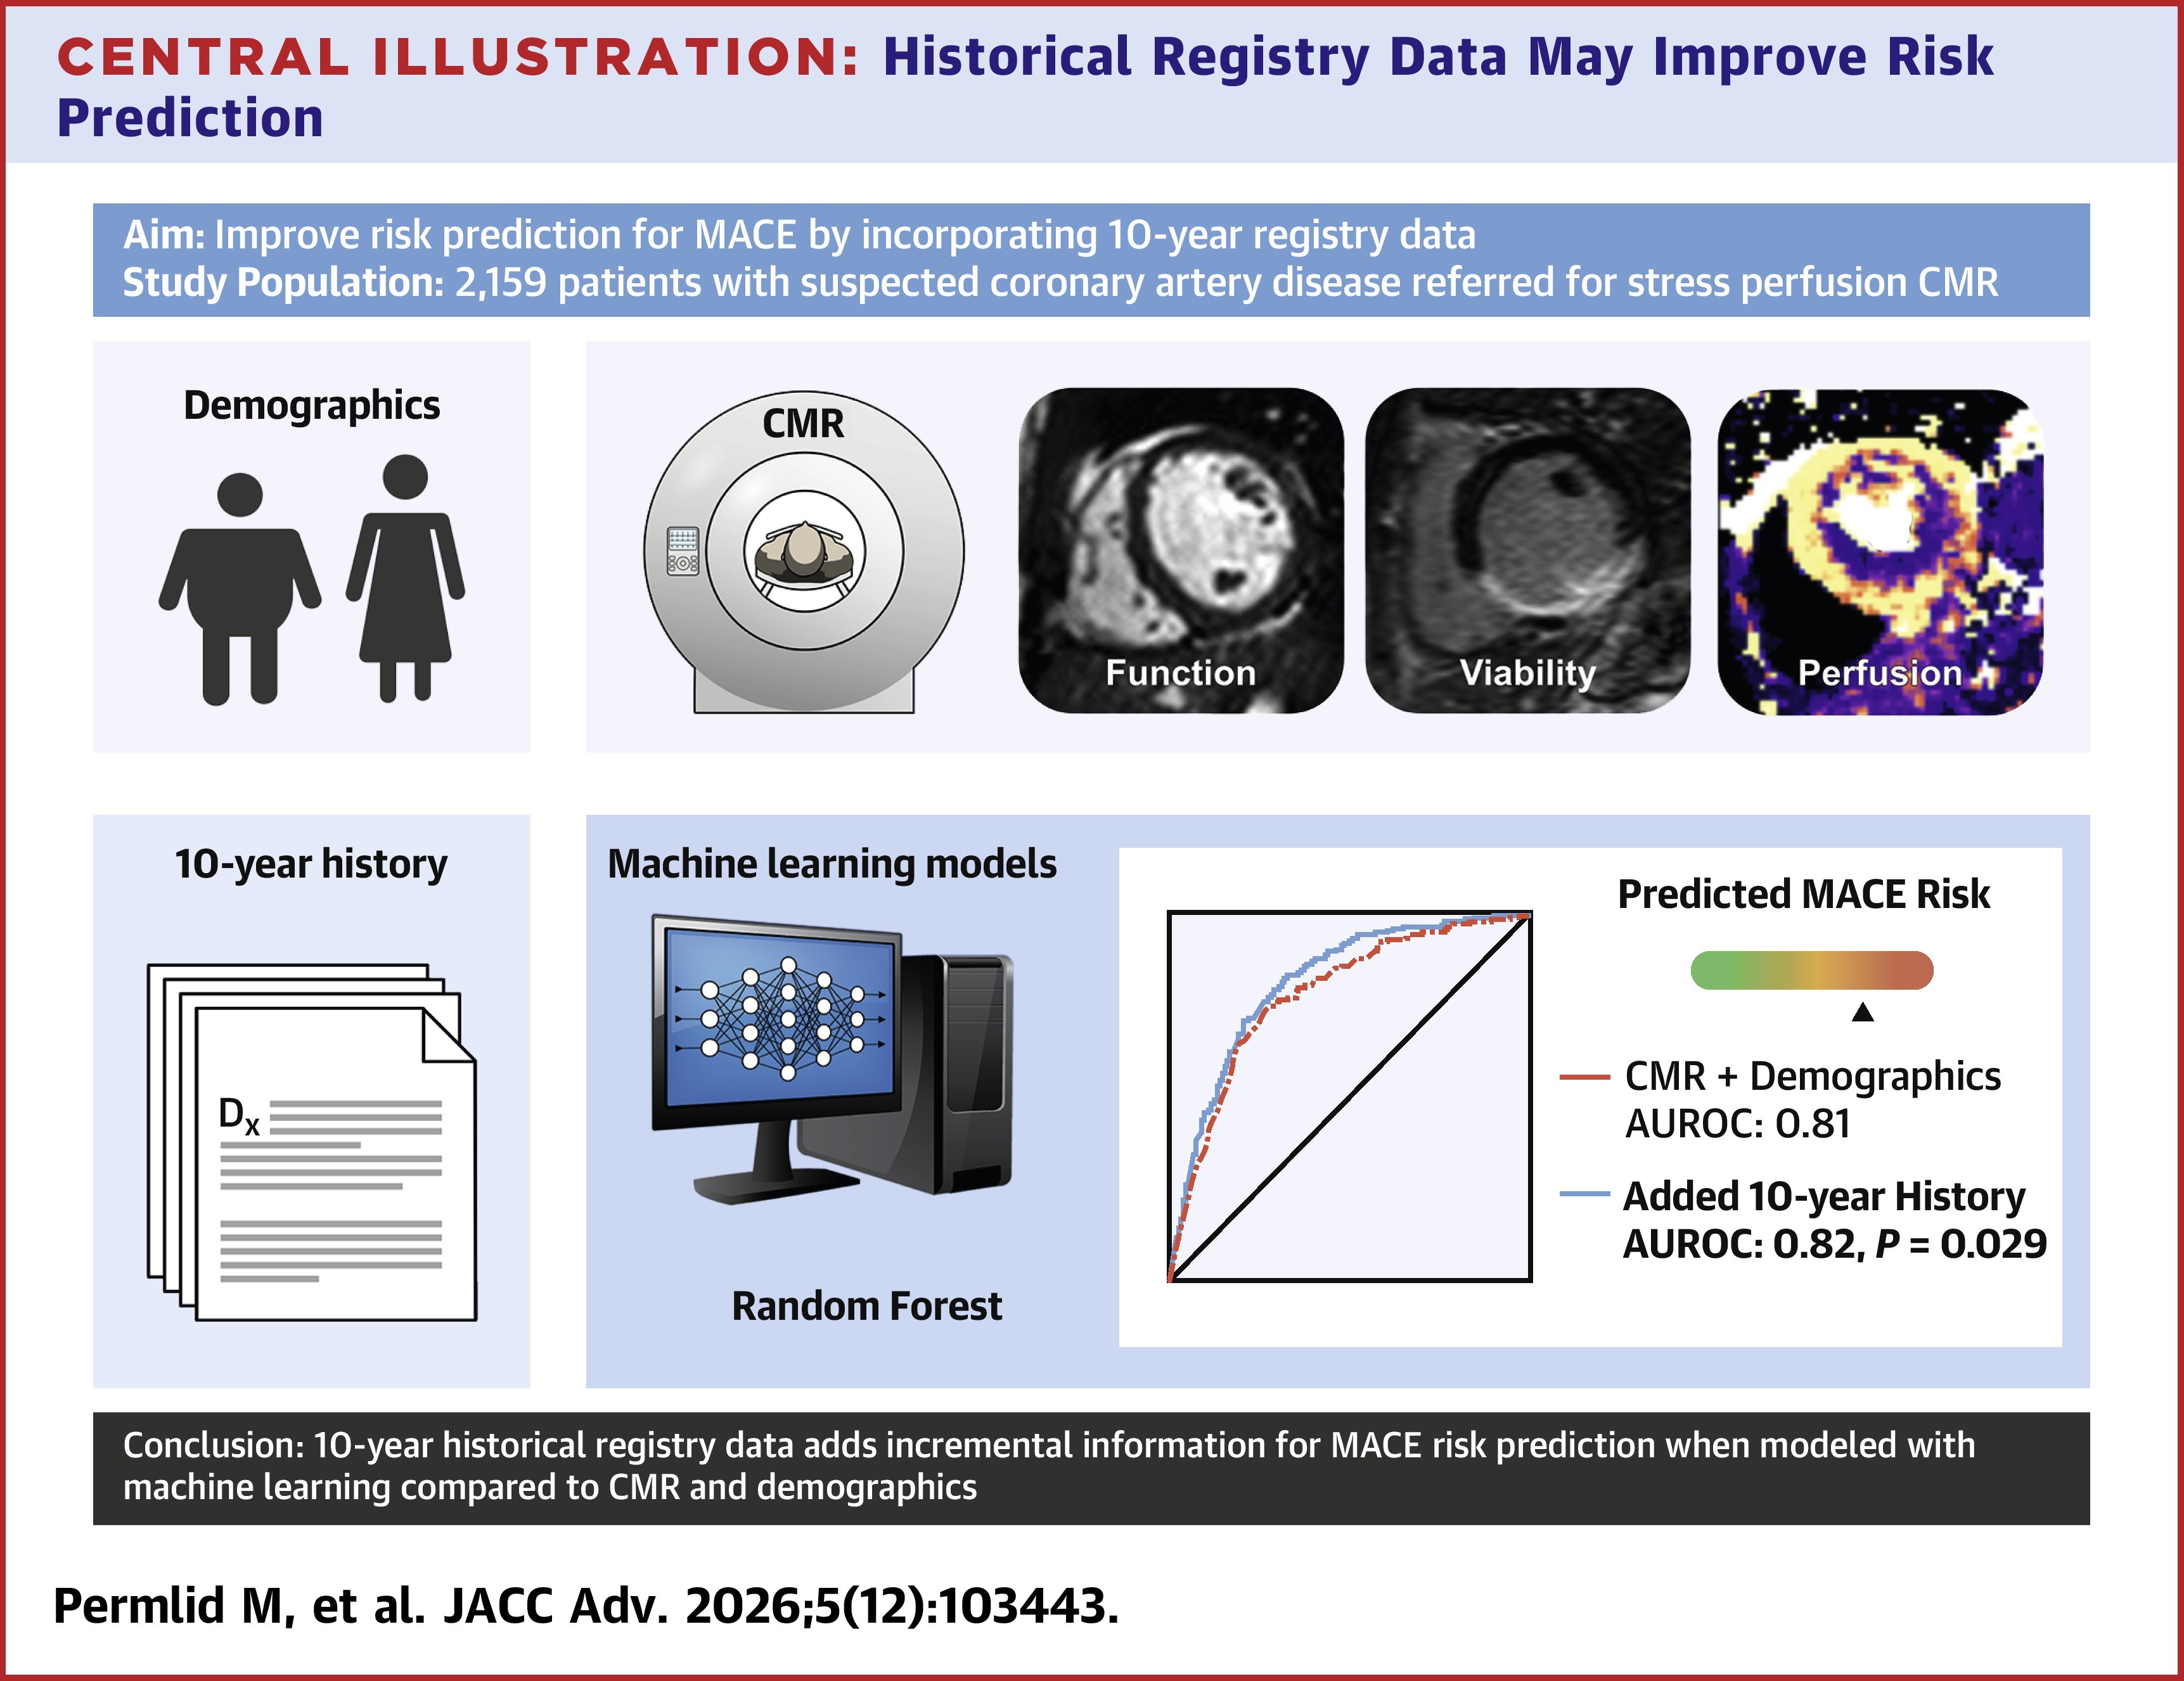 CENTRAL ILLUSTRATION: Historical Registry Data May Improve Risk
Prediction
Aim: Improve risk prediction for MACE by incorporating 10-year registry data
Study Population: 2,159 patients with suspected coronary artery disease referred for stress perfusion CMR
Demographics
CMR
Function
Viability
Perfusion
10-year history
Dx
Machine learning models
Random Forest
Predicted MACE Risk
CMR + Demographics
AUROC: 0.81
Added 10-year History
AUROC: 0.82, P = 0.029
Conclusion: 10-year historical registry data adds incremental information for MACE risk prediction when modeled with
machine learning compared to CMR and demographics
Permlid M, et al. JACC Adv. 2026;5(12):103443.